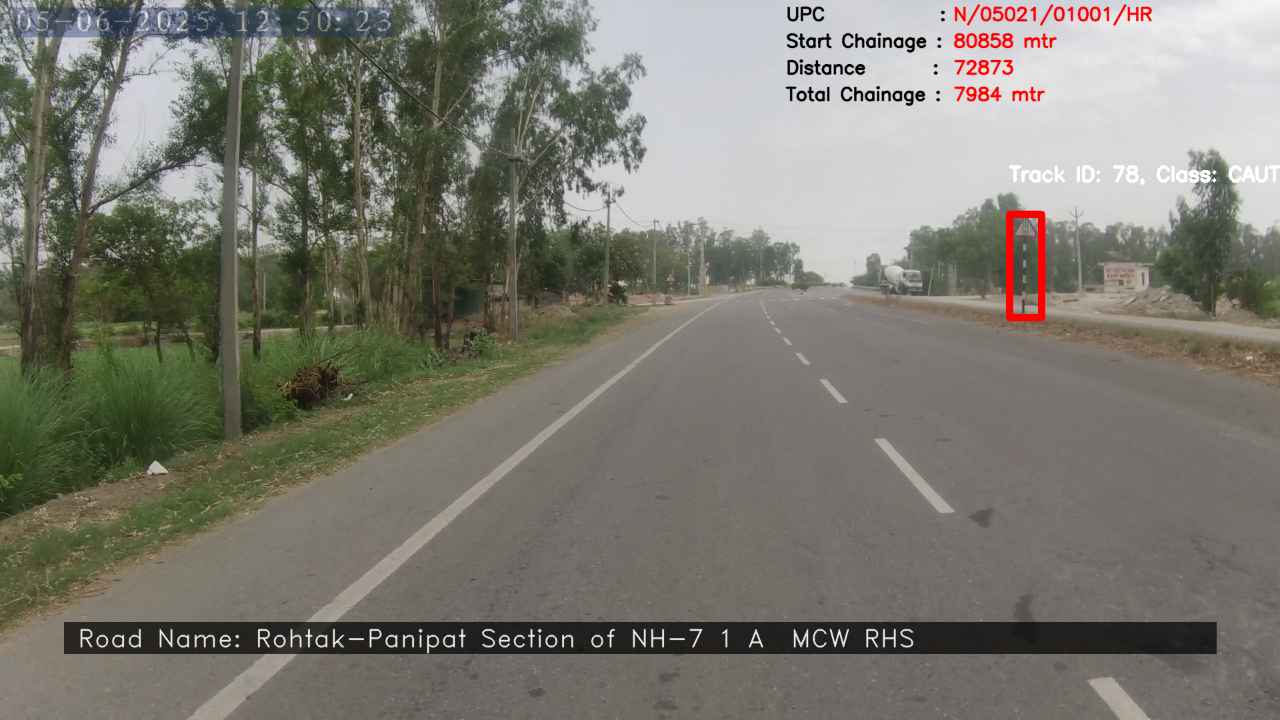 05-06-2025 12:50:23
UPC : N/05021/01001/HR
Start Chainage : 80858 mtr
Distance : 72873
Total Chainage : 7984 mtr
Track ID: 78, Class: CAUT
Road Name: Rohtak-Panipat Section of NH-7 1 A MCW RHS